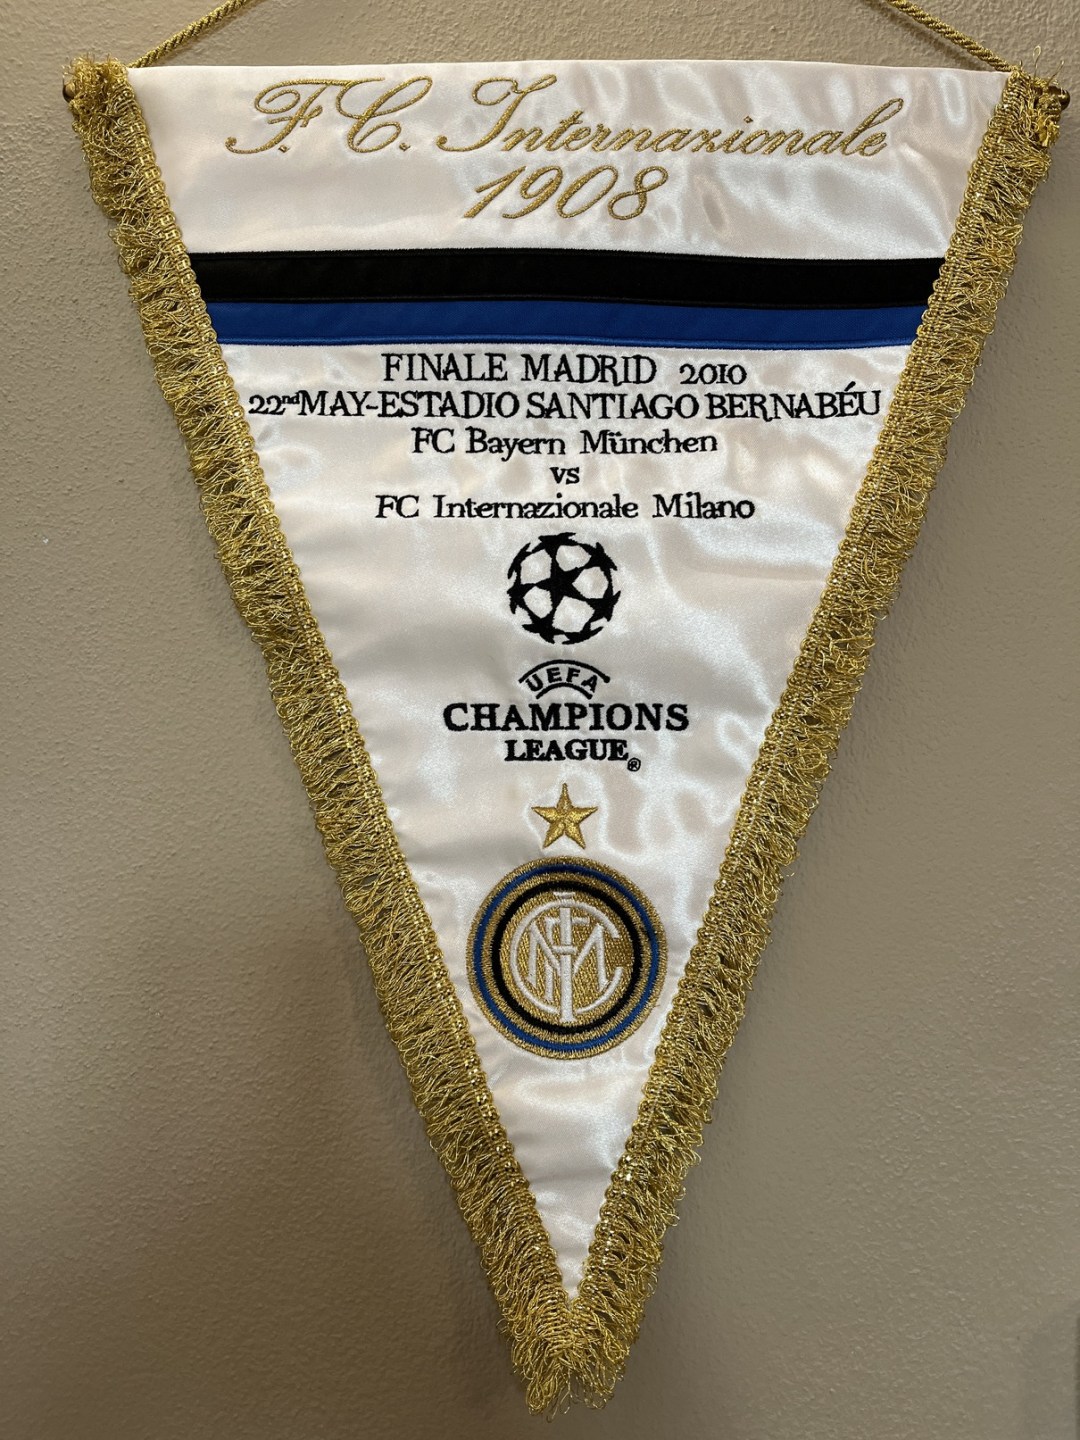 F.C. Internazionale
1908
FINALE MADRID 2010
22nd MAY-ESTADIO SANTIAGO BERNABÉU
FC Bayern München
vs
FC Internazionale Milano
UEFA
CHAMPIONS
LEAGUE®
FCIM